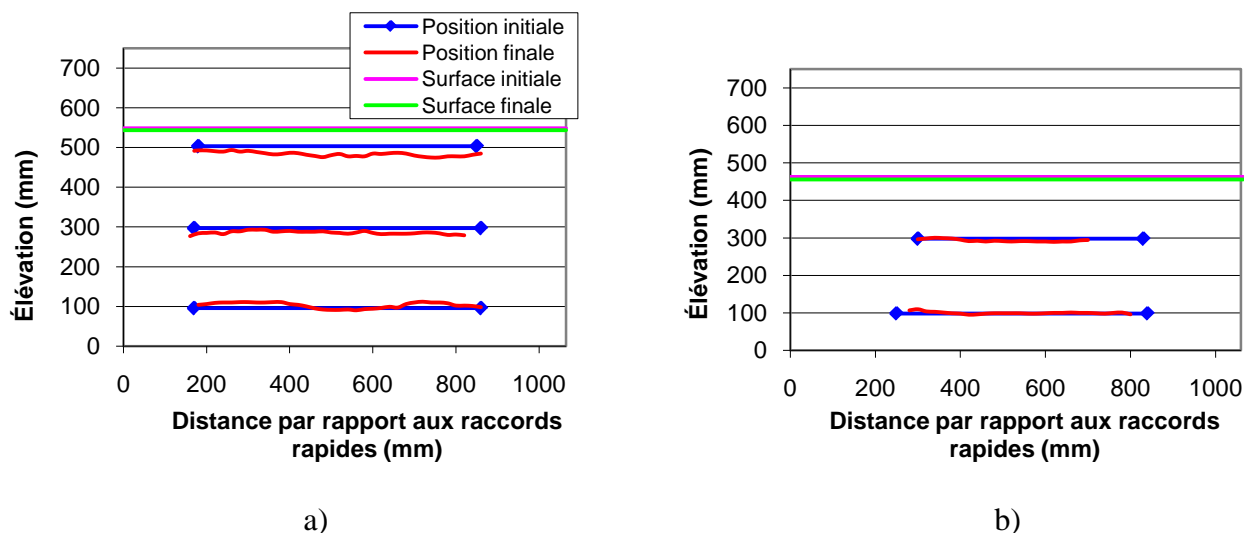 Position initiale
Position finale
Surface initiale
Surface finale
Élévation (mm)
700
600
500
400
300
200
100
0
0 200 400 600 800 1000
Distance par rapport aux raccords
rapides (mm)
a)
Élévation (mm)
700
600
500
400
300
200
100
0
0 200 400 600 800 1000
Distance par rapport aux raccords
rapides (mm)
b)